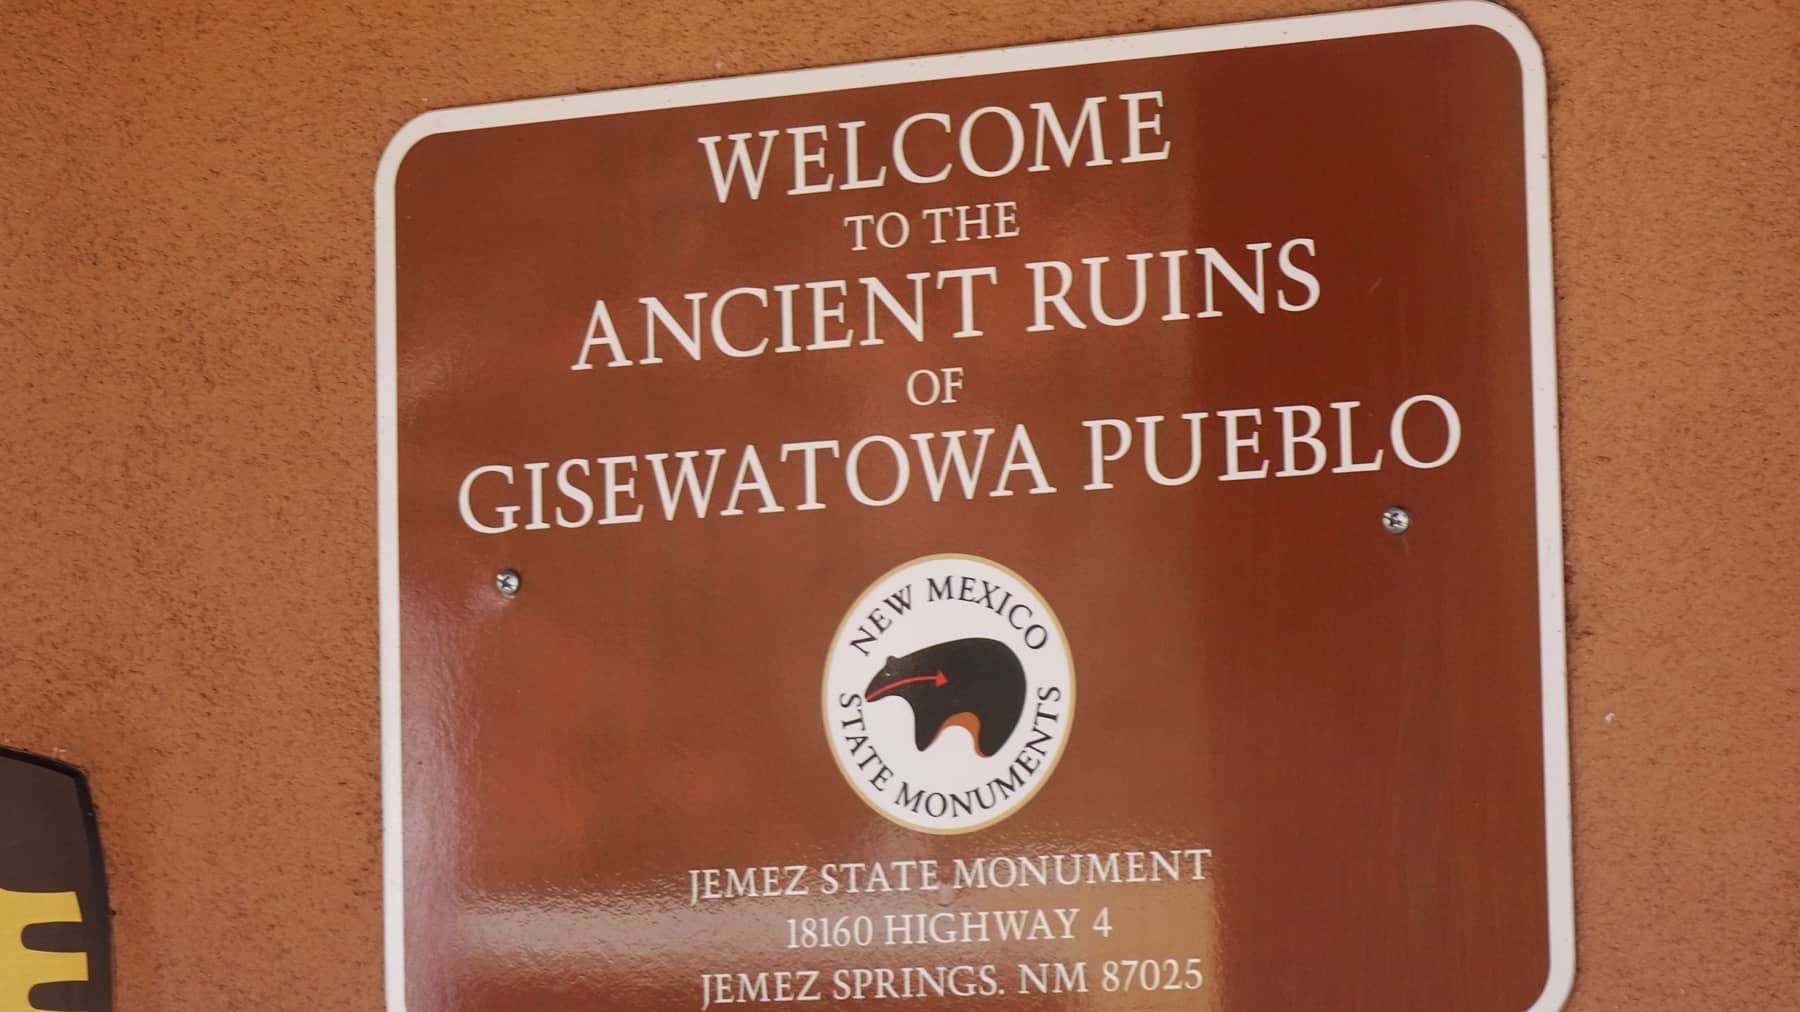 WELCOME
TO THE
ANCIENT RUINS
OF
GISEWATOWA PUEBLO
NEW MEXICO
STATE MONUMENTS
JEMEZ STATE MONUMENT
18160 HIGHWAY 4
JEMEZ SPRINGS. NM 87025